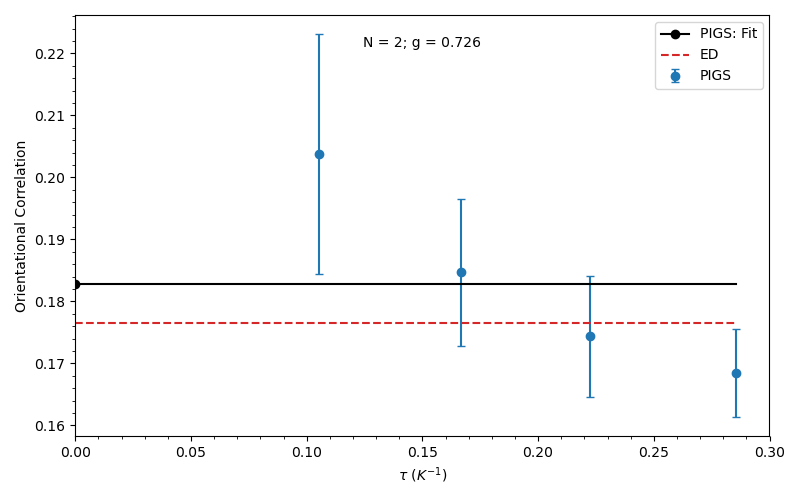 N = 2; g = 0.726
PIGS: Fit
ED
PIGS
Orientational Correlation
0.22
0.21
0.20
0.19
0.18
0.17
0.16
0.00
0.05
0.10
0.15
0.20
0.25
0.30
τ (K⁻¹)